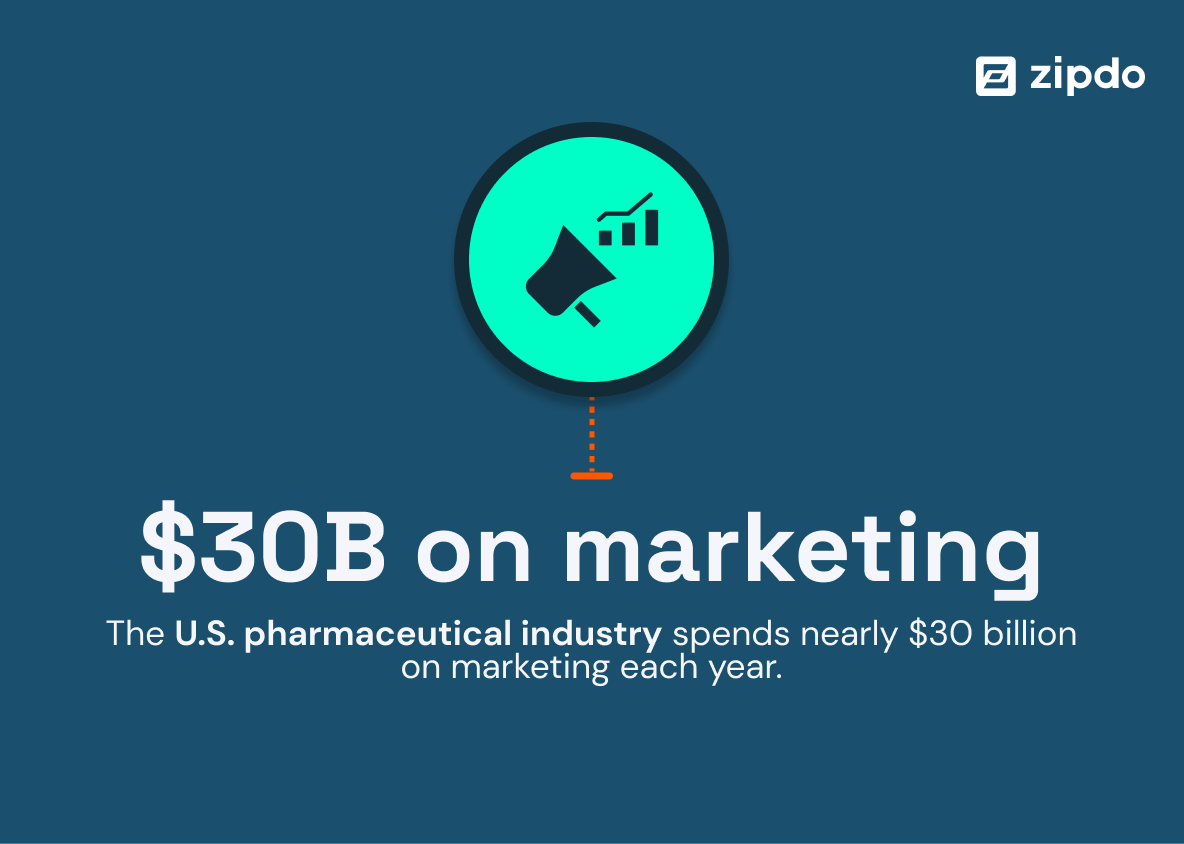 zipdo
$30B on marketing
The U.S. pharmaceutical industry spends nearly $30 billion
on marketing each year.